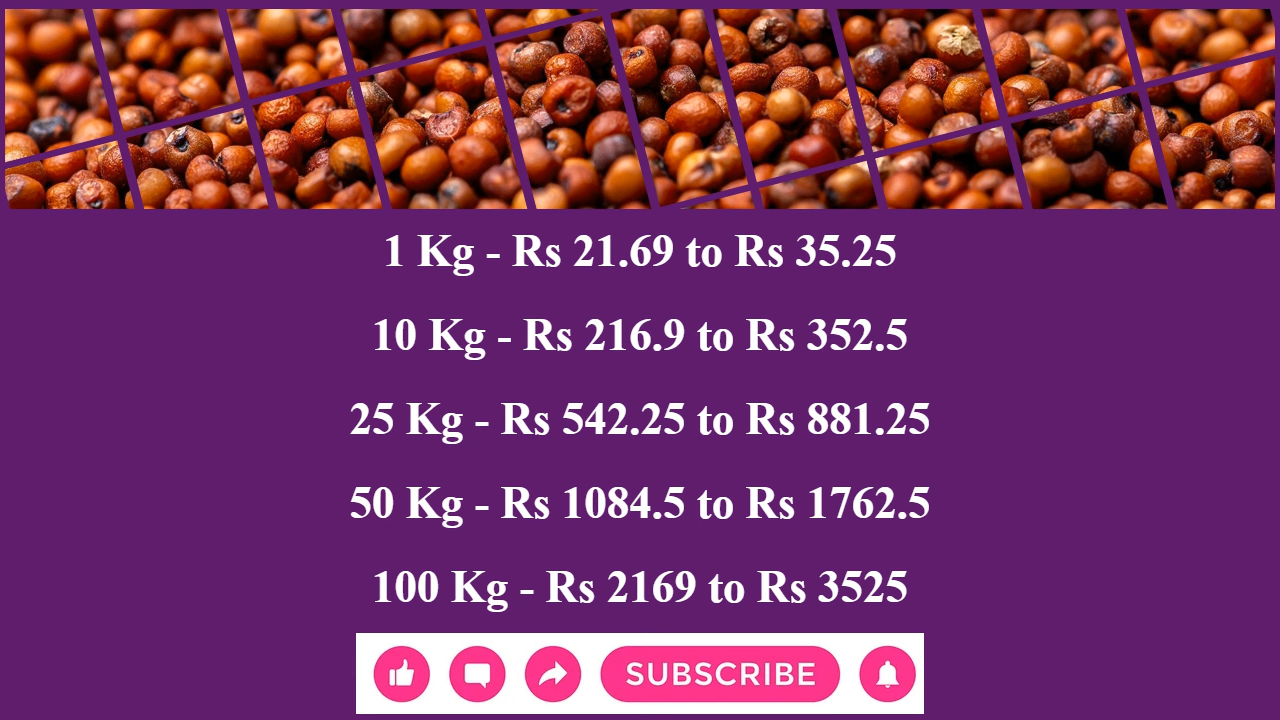 1 Kg - Rs 21.69 to Rs 35.25
10 Kg - Rs 216.9 to Rs 352.5
25 Kg - Rs 542.25 to Rs 881.25
50 Kg - Rs 1084.5 to Rs 1762.5
100 Kg - Rs 2169 to Rs 3525
SUBSCRIBE